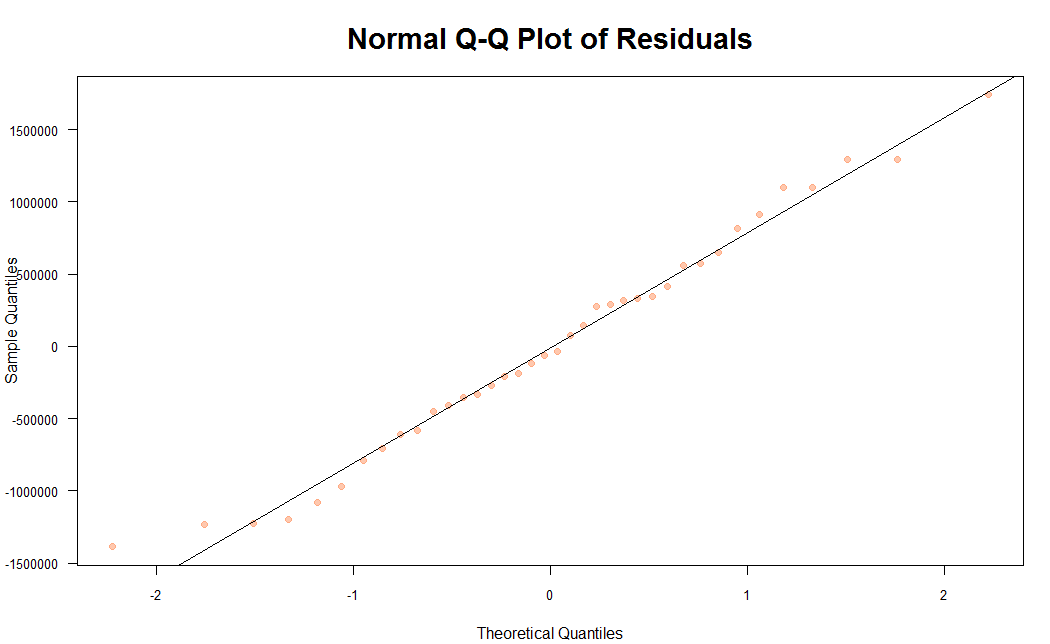 Normal Q-Q Plot of Residuals
Sample Quantiles
1500000
1000000
500000
0
-500000
-1000000
-1500000
-2 -1 0 1 2
Theoretical Quantiles